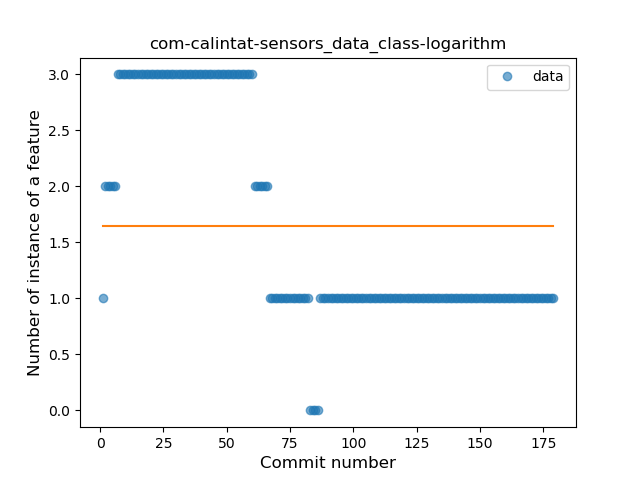 com-calintat-sensors_data_class-logarithm
data
Number of instance of a feature
3.0
2.5
2.0
1.5
1.0
0.5
0.0
0 25 50 75 100 125 150 175
Commit number